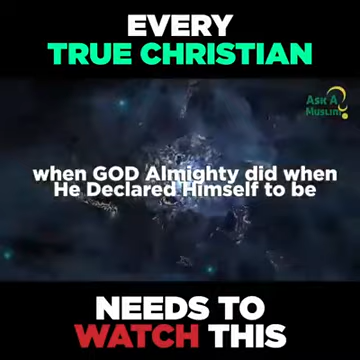 EVERY
TRUE CHRISTIAN
ASK A
MUSLIM?
when GOD Almighty did when
He Declared Himself to be
NEEDS TO
WATCH THIS